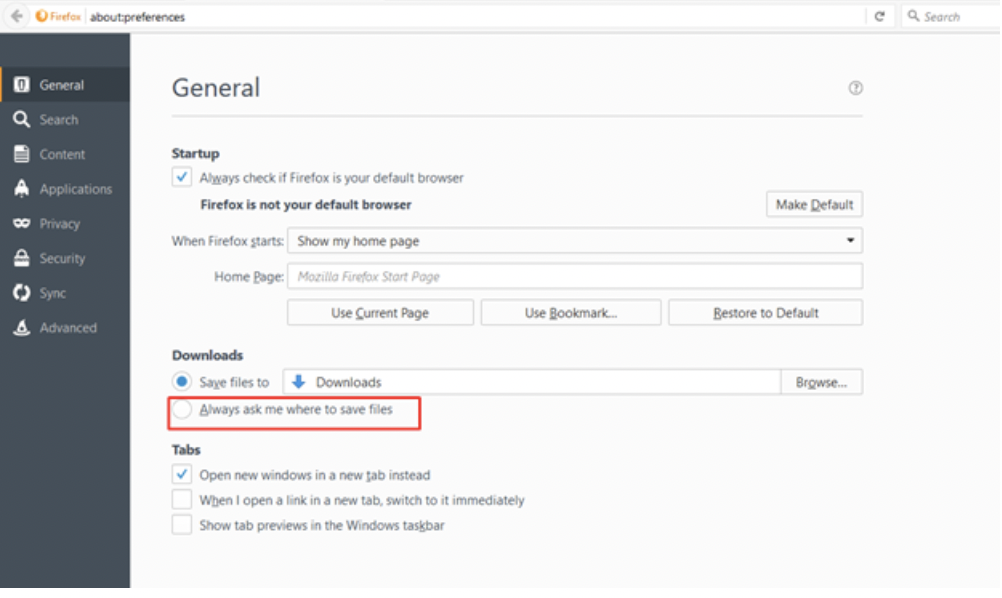 Firefox about:preferences Search
General
Search
Content
Applications
Privacy
Security
Sync
Advanced
General
Startup
Always check if Firefox is your default browser
Firefox is not your default browser Make Default
When Firefox starts: Show my home page
Home Page: Mozilla Firefox Start Page
Use Current Page Use Bookmark... Restore to Default
Downloads
Save files to Downloads Browse...
Always ask me where to save files
Tabs
Open new windows in a new tab instead
When I open a link in a new tab, switch to it immediately
Show tab previews in the Windows taskbar